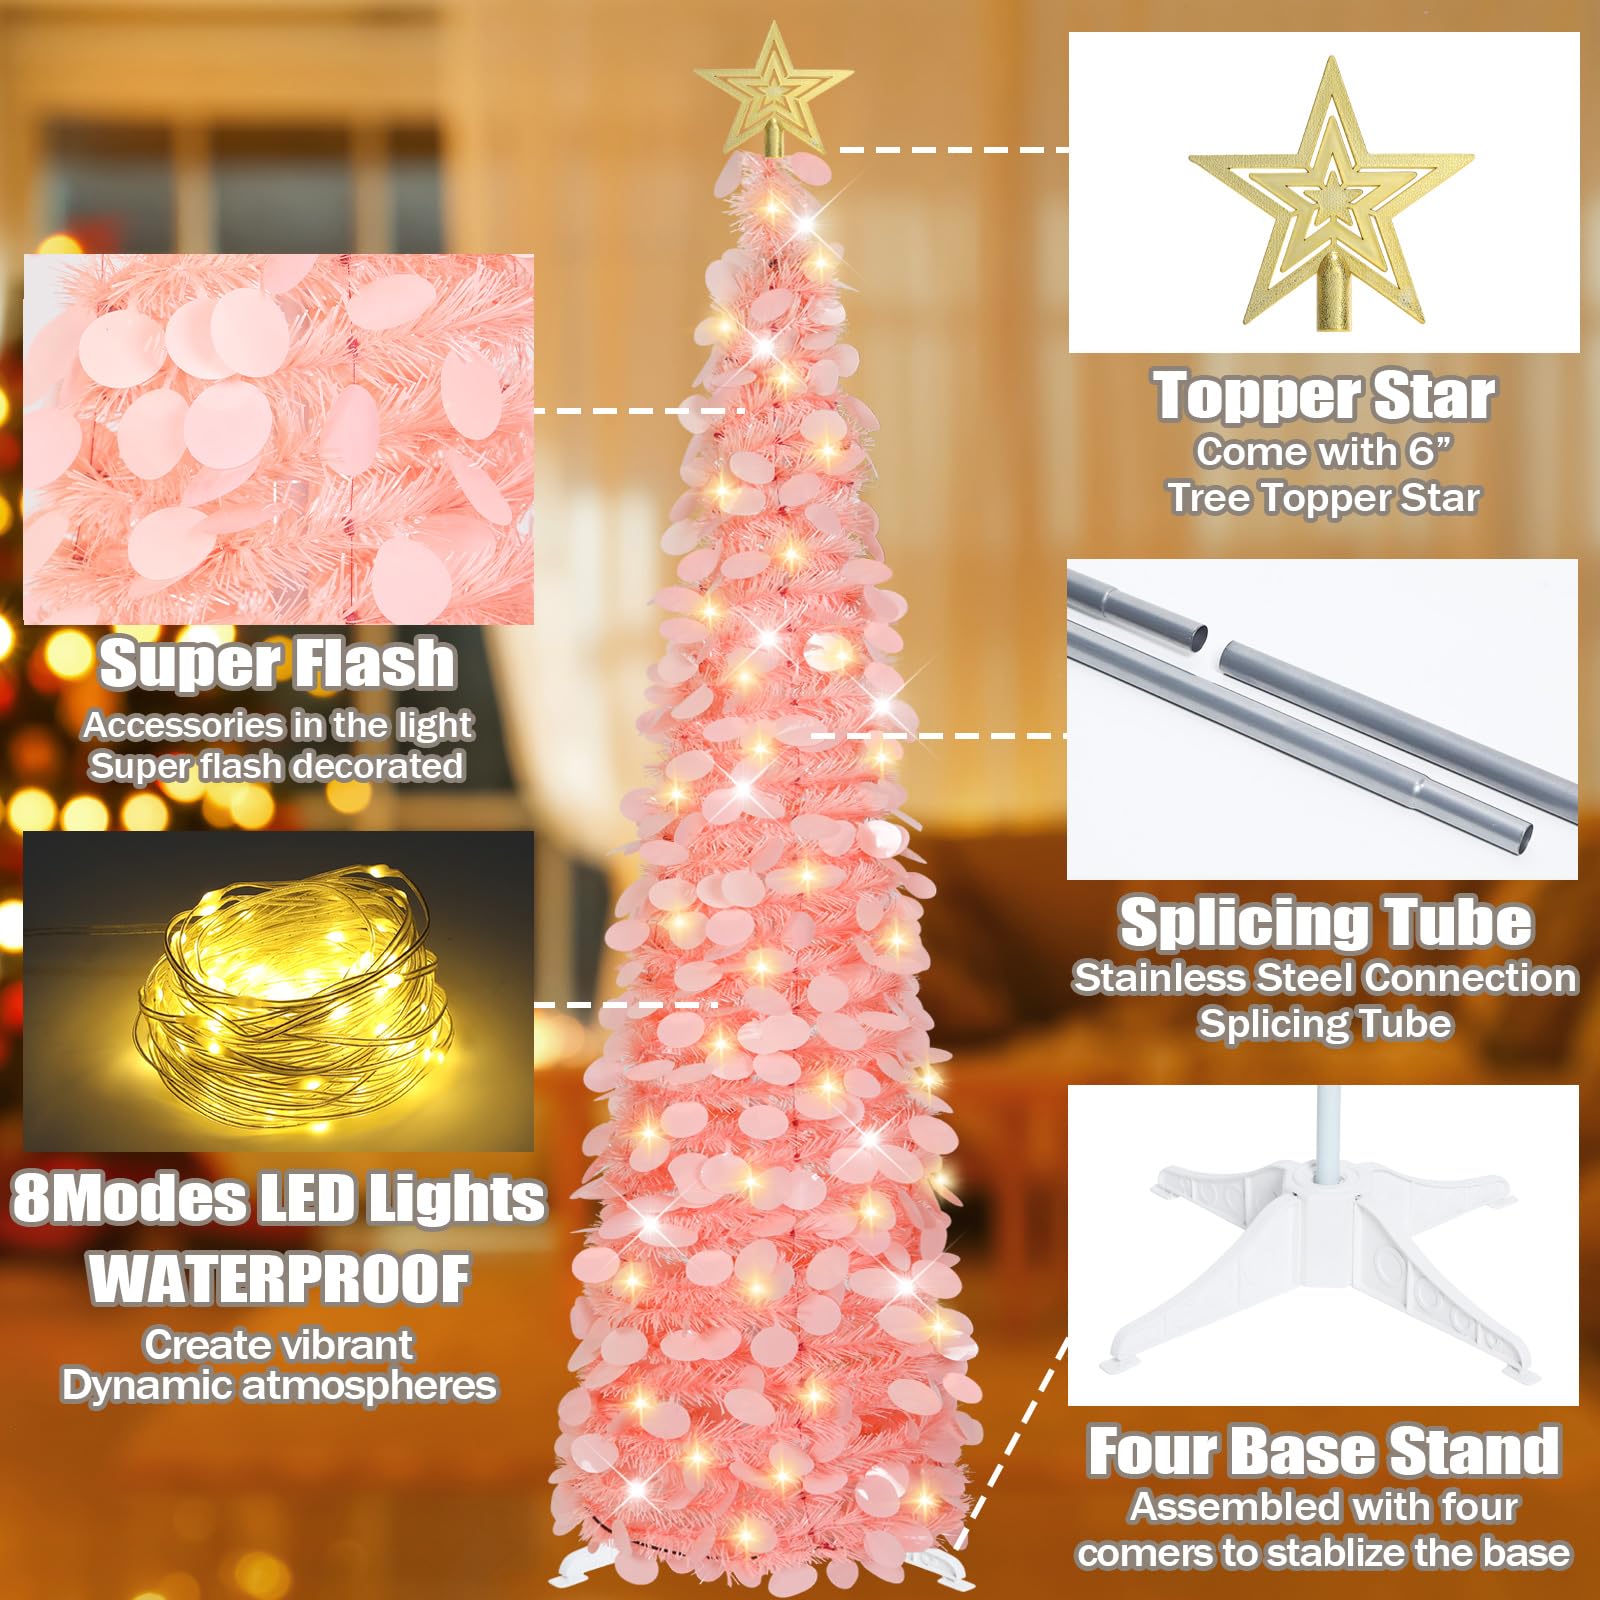 Topper Star
Come with 6”
Tree Topper Star
Super Flash
Accessories in the light
Super flash decorated
Splicing Tube
Stainless Steel Connection
Splicing Tube
8Modes LED Lights
WATERPROOF
Create vibrant
Dynamic atmospheres
Four Base Stand
Assembled with four
comers to stablize the base